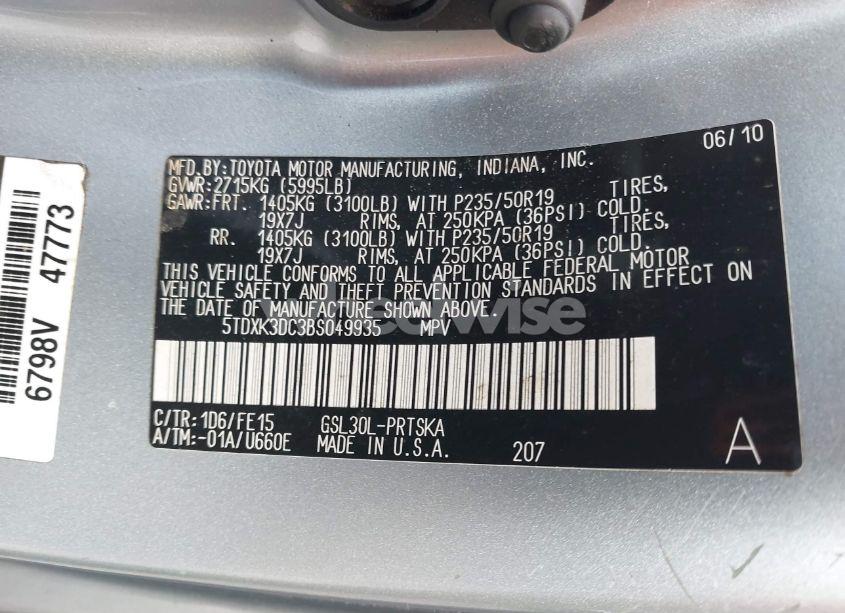 06/10
MFD.BY:TOYOTA MOTOR MANUFACTURING, INDIANA, INC.
GVWR:2715KG (5995LB)
GAWR:FRT. 1405KG (3100LB) WITH P235/50R19 TIRES,
19X7J RIMS, AT 250KPA (36PSI) COLD.
RR. 1405KG (3100LB) WITH P235/50R19 TIRES,
19X7J RIMS, AT 250KPA (36PSI) COLD.
THIS VEHICLE CONFORMS TO ALL APPLICABLE FEDERAL MOTOR
VEHICLE SAFETY AND THEFT PREVENTION STANDARDS IN EFFECT ON
THE DATE OF MANUFACTURE SHOWN ABOVE.
5TDXK3DC3BS049935 MPV
C/TR:1D6/FE15 GSL30L-PRTSKA
A/TM:-01A/U660E MADE IN U.S.A. 207 A
6798V 47773